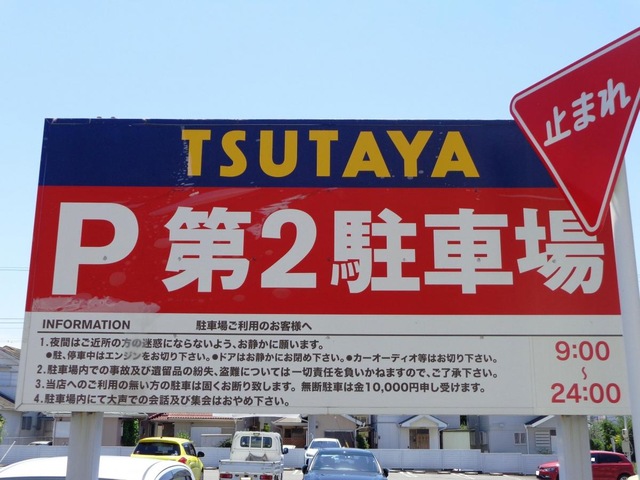 TSUTAYA
止まれ
P 第2駐車場
INFORMATION 駐車場ご利用のお客様へ
1.夜間はご近所の方の迷惑にならないよう、お静かに願います。
●駐、停車中はエンジンをお切り下さい。●ドアはお静かにお閉め下さい。●カーオーディオ等はお切り下さい。
2.駐車場内での事故及び遺留品の紛失、盗難については一切責任を負いかねますので、ご了承下さい。
3.当店へのご利用の無い方の駐車は固くお断り致します。無断駐車は金10,000円申し受けます。
4.駐車場内にて大声での会話及び集会はおやめ下さい。
9:00
～
24:00